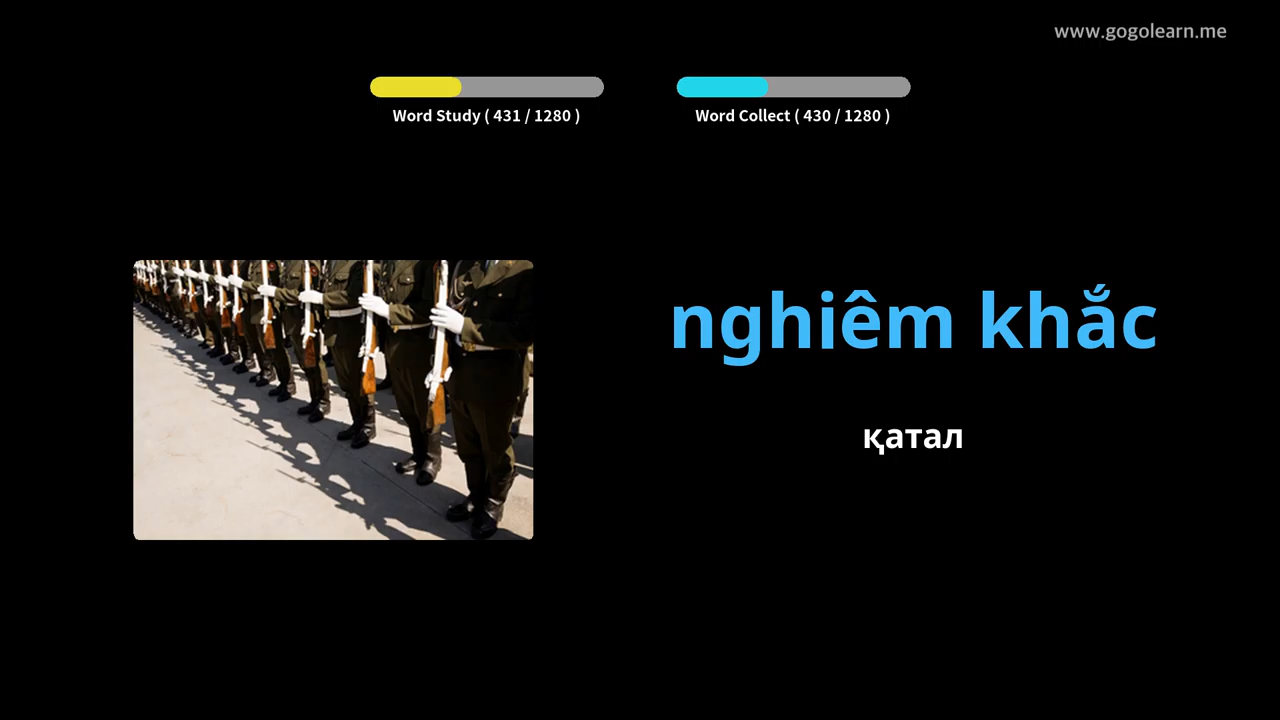 www.gogolearn.me
Word Study ( 431 / 1280 )
Word Collect ( 430 / 1280 )
nghiêm khắc
қатал